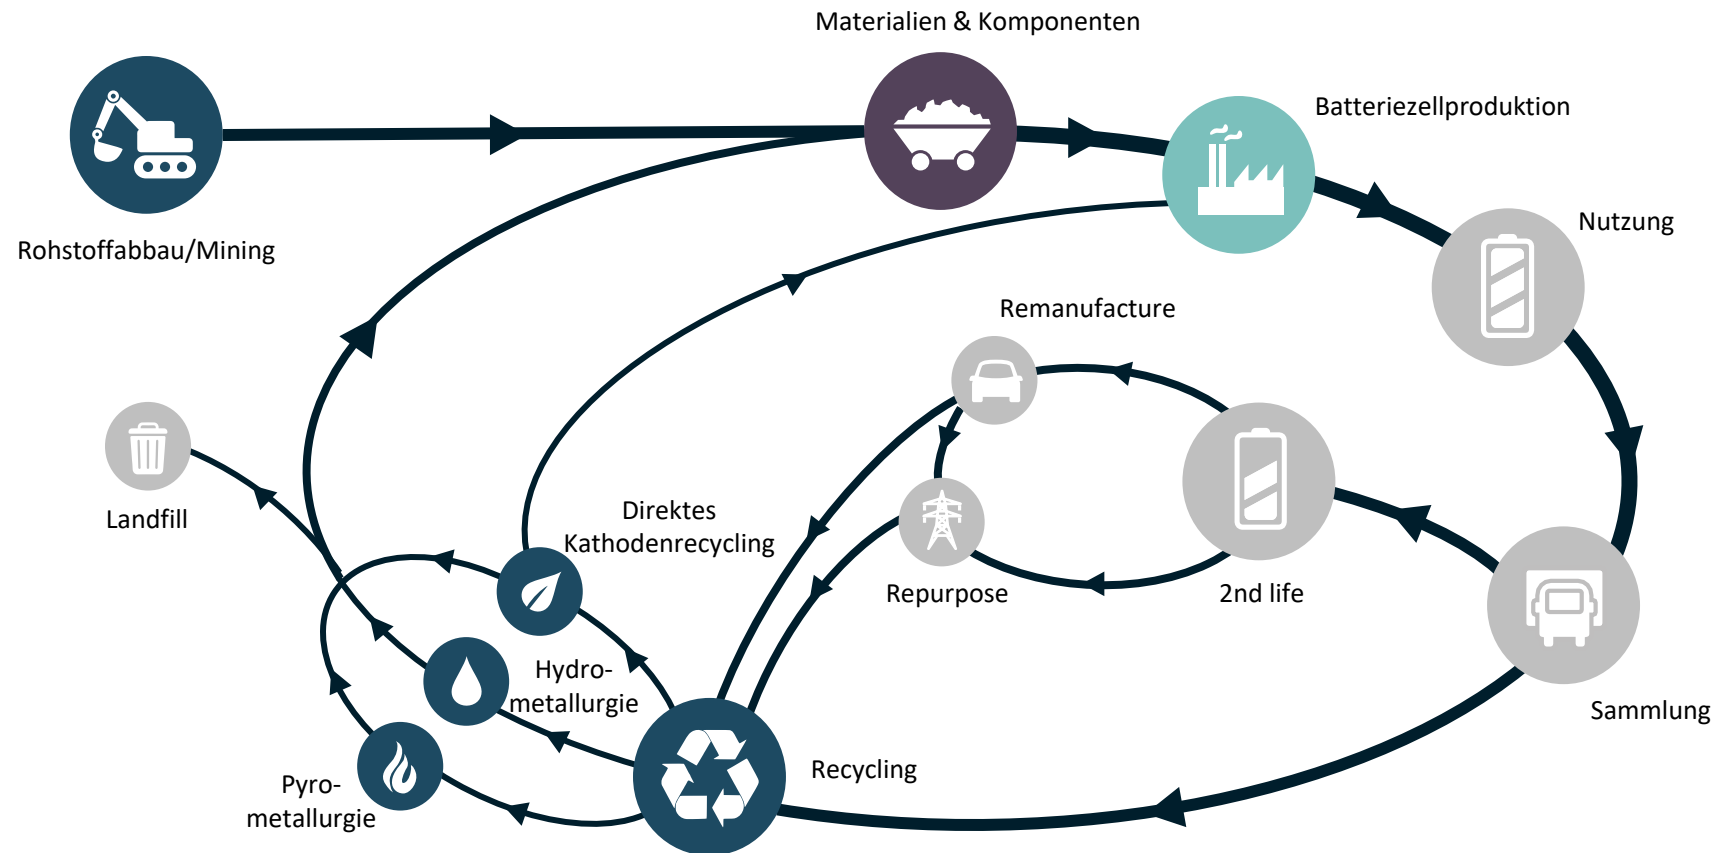 Materialien & Komponenten
Batteriezellproduktion
Rohstoffabbau/Mining
Nutzung
Remanufacture
Landfill
Direktes
Kathodenrecycling
Repurpose
2nd life
Hydro-
metallurgie
Sammlung
Recycling
Pyro-
metallurgie